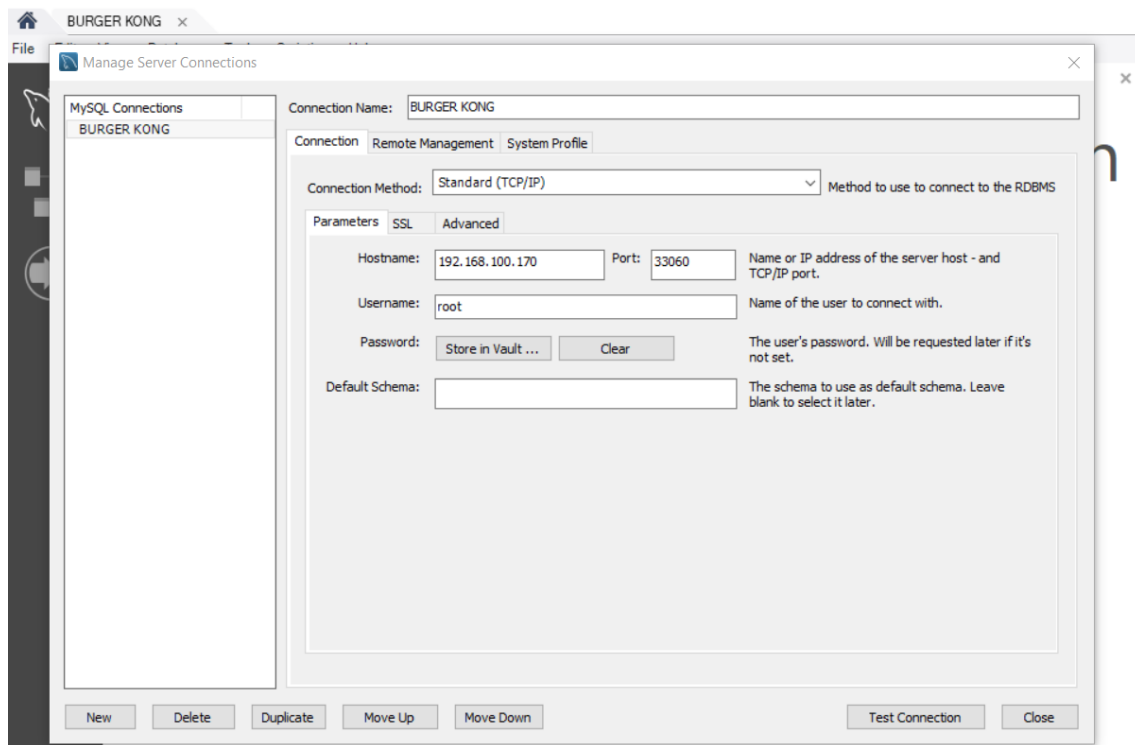 BURGER KONG
File
Manage Server Connections
MySQL Connections
BURGER KONG
Connection Name: BURGER KONG
Connection Remote Management System Profile
Connection Method: Standard (TCP/IP) Method to use to connect to the RDBMS
Parameters SSL Advanced
Hostname: 192.168.100.170 Port: 33060 Name or IP address of the server host - and
TCP/IP port.
Username: root Name of the user to connect with.
Password: Store in Vault ... Clear The user's password. Will be requested later if it's
not set.
Default Schema: The schema to use as default schema. Leave
blank to select it later.
New Delete Duplicate Move Up Move Down Test Connection Close